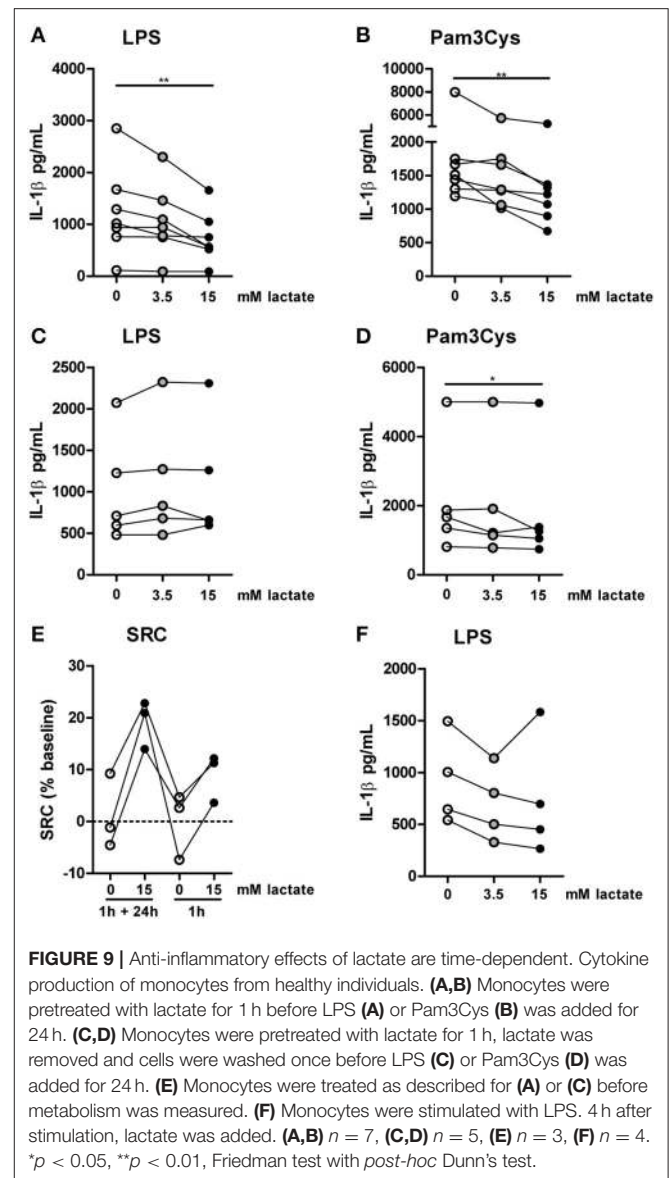 A
LPS
4000
3000
2000
1000
0
IL-1β pg/mL
**
0 3.5 15 mM lactate
B
Pam3Cys
10000
8000
6000
2000
1500
1000
500
0
IL-1β pg/mL
**
0 3.5 15 mM lactate
C
LPS
2500
2000
1500
1000
500
0
IL-1β pg/mL
0 3.5 15 mM lactate
D
Pam3Cys
6000
4000
2000
0
IL-1β pg/mL
*
0 3.5 15 mM lactate
E
SRC
30
20
10
0
-10
SRC (% baseline)
0 15 0 15 mM lactate
1h + 24h 1h
F
LPS
2000
1500
1000
500
0
IL-1β pg/mL
0 3.5 15 mM lactate
FIGURE 9 | Anti-inflammatory effects of lactate are time-dependent. Cytokine
production of monocytes from healthy individuals. (A,B) Monocytes were
pretreated with lactate for 1 h before LPS (A) or Pam3Cys (B) was added for
24 h. (C,D) Monocytes were pretreated with lactate for 1 h, lactate was
removed and cells were washed once before LPS (C) or Pam3Cys (D) was
added for 24 h. (E) Monocytes were treated as described for (A) or (C) before
metabolism was measured. (F) Monocytes were stimulated with LPS. 4 h after
stimulation, lactate was added. (A,B) n = 7, (C,D) n = 5, (E) n = 3, (F) n = 4.
*p < 0.05, **p < 0.01, Friedman test with post-hoc Dunn's test.